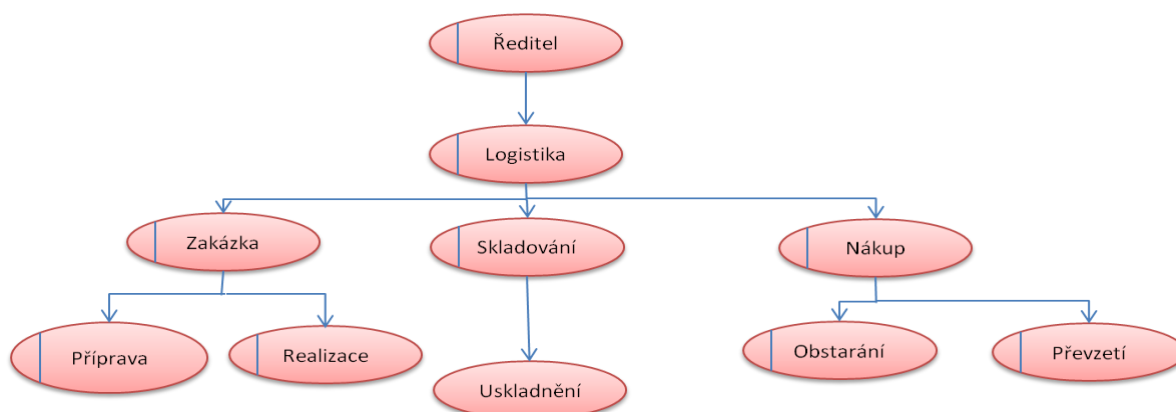 Ředitel
Logistika
Zakázka
Skladování
Nákup
Příprava
Realizace
Uskladnění
Obstarání
Převzetí